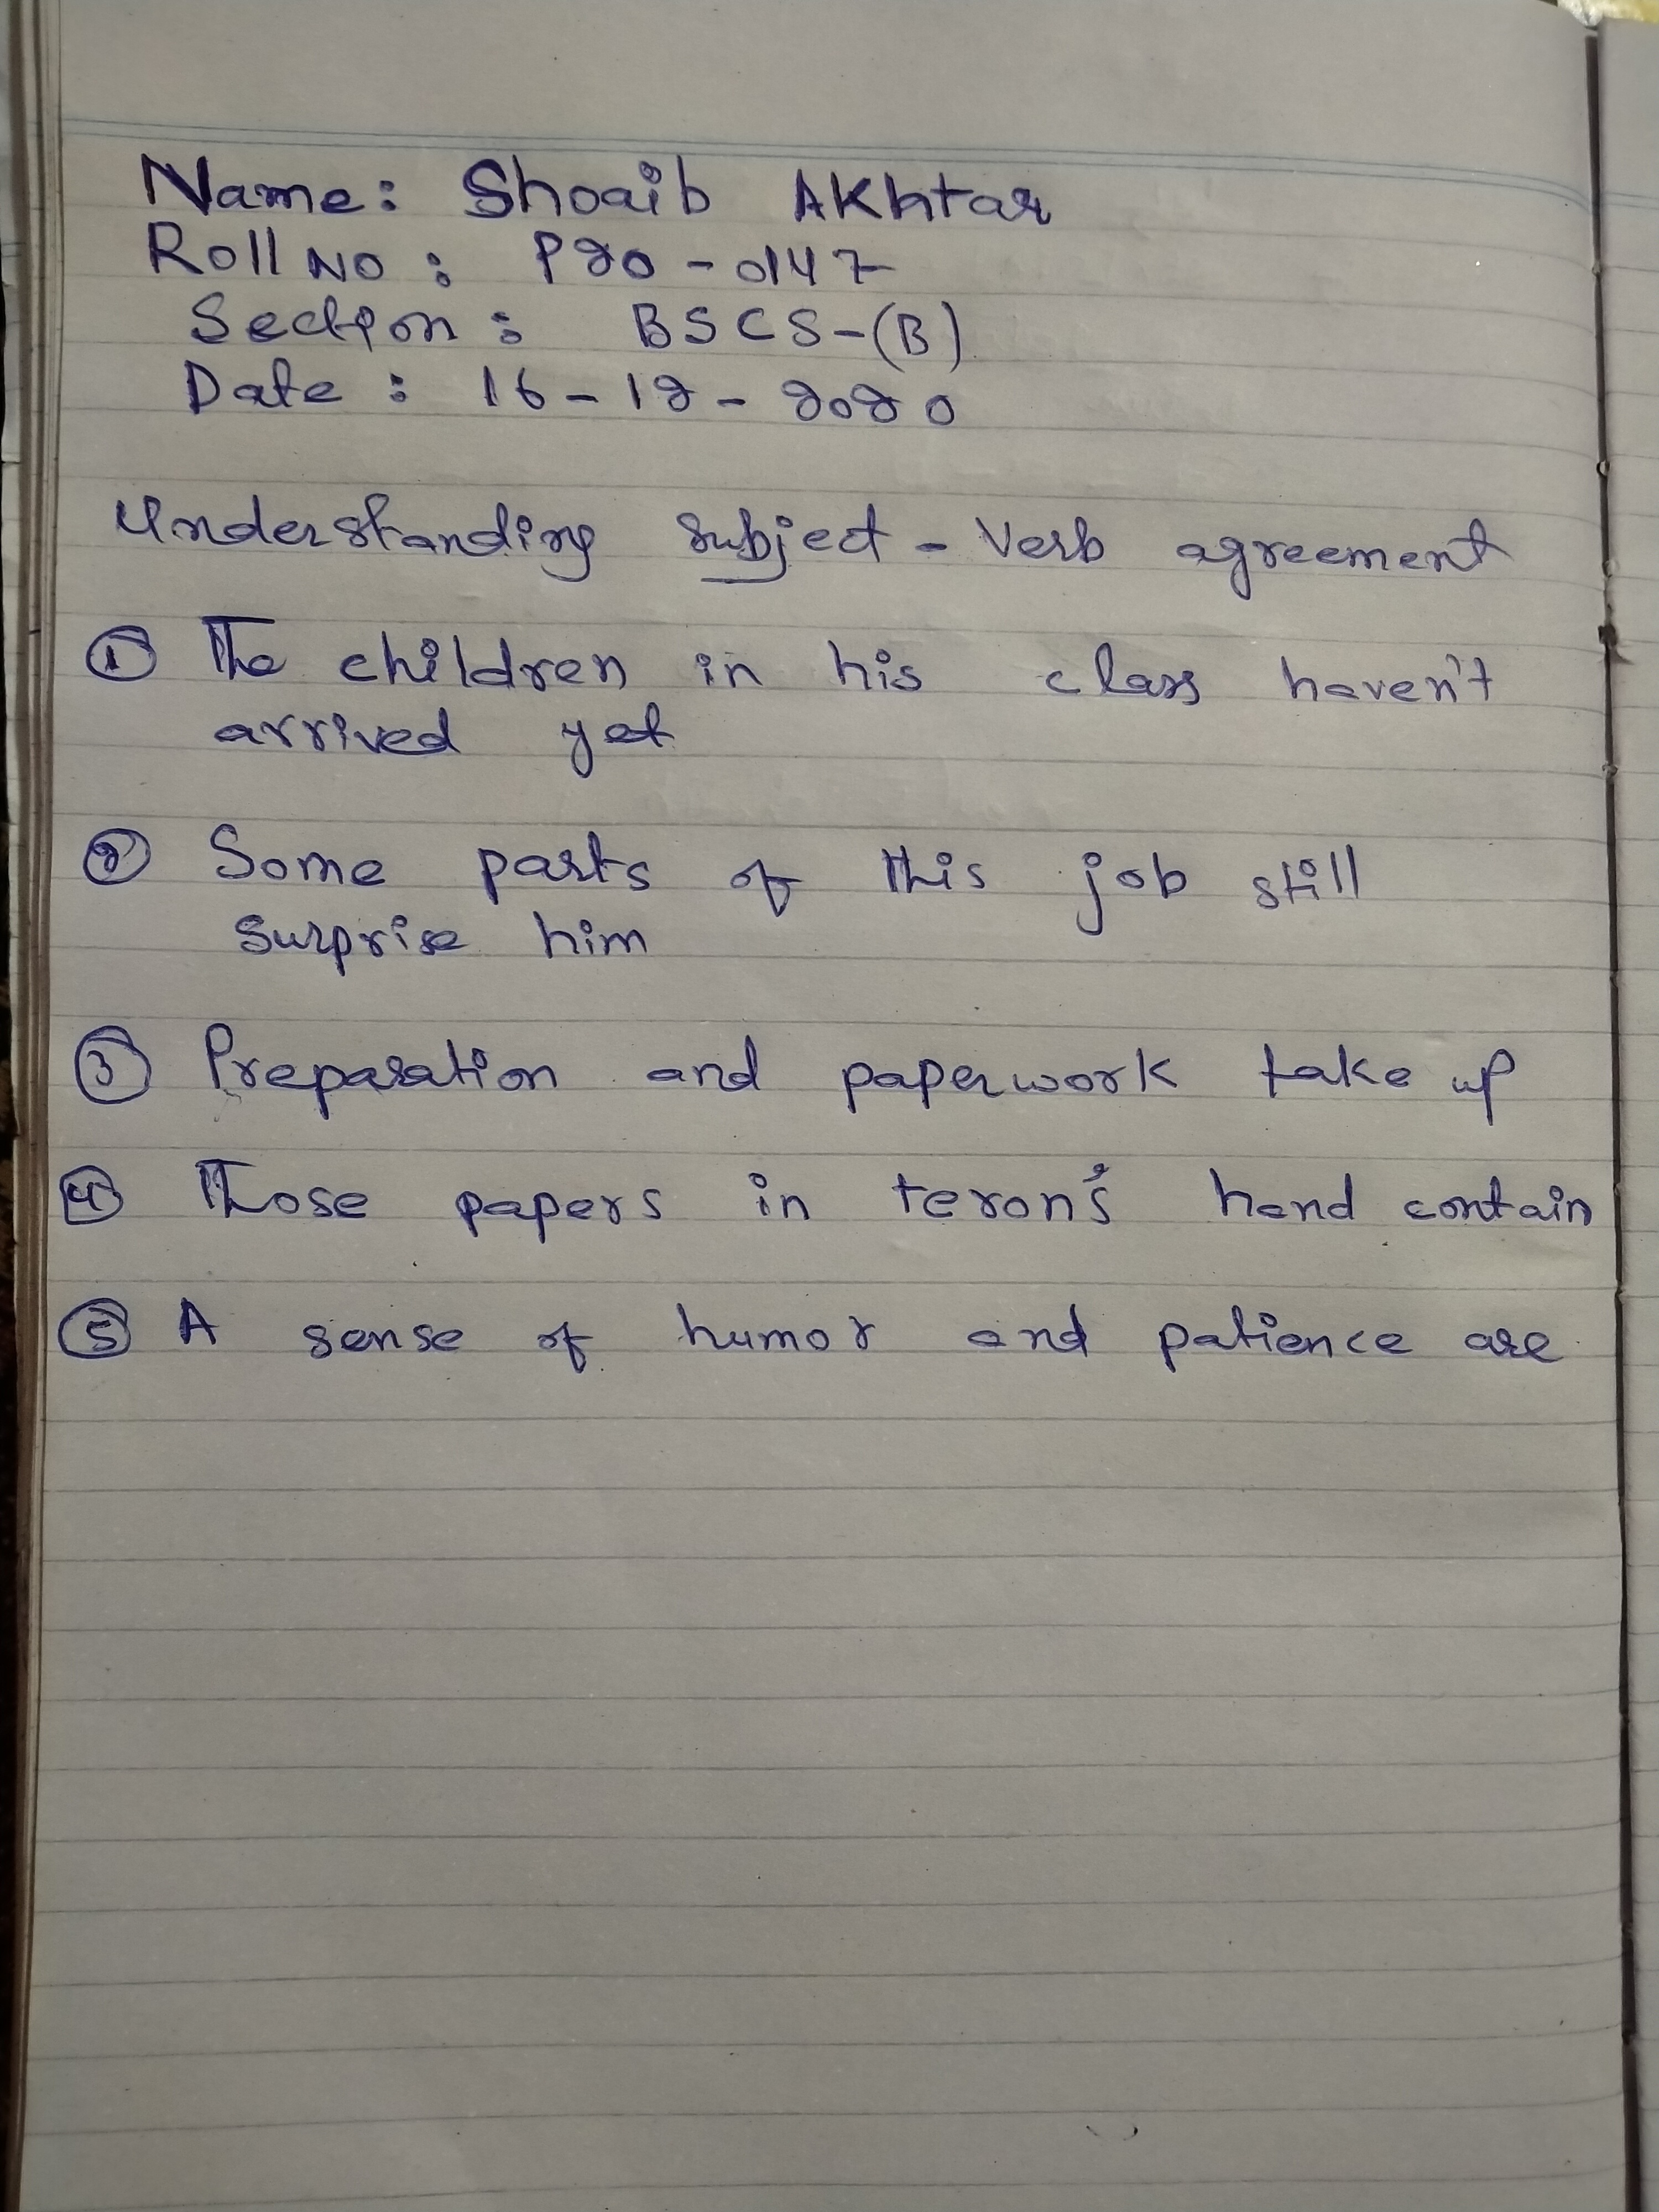 Name: Shoaib Akhtar
Roll No : P20-0147
Section : BSCS-(B)
Date : 16-12-2020
Understanding subject-Verb agreement
① The children in his class haven't
arrived yet
② Some parts of this job still
surprise him
③ Preparation and paperwork take up
④ Those papers in teron's hand contain
⑤ A sense of humor and patience are